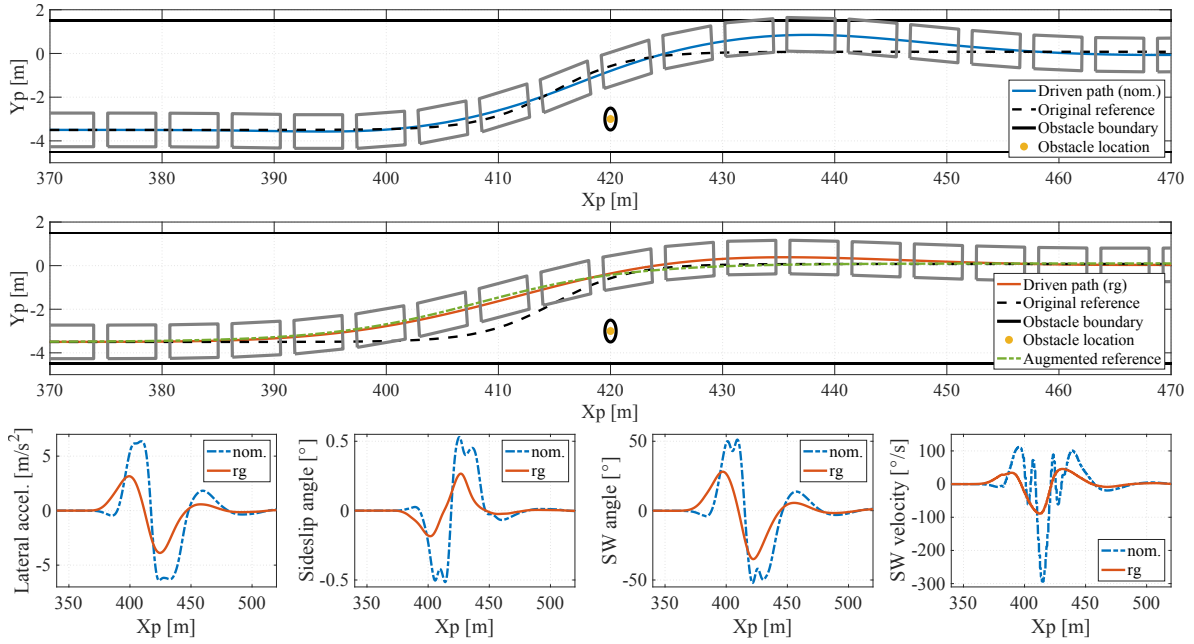 2
0
-2
-4
Yp [m]
370 380 390 400 410 420 430 440 450 460 470
Xp [m]
Driven path (nom.)
Original reference
Obstacle boundary
Obstacle location
2
0
-2
-4
Yp [m]
370 380 390 400 410 420 430 440 450 460 470
Xp [m]
Driven path (rg)
Original reference
Obstacle boundary
Obstacle location
Augmented reference
Lateral accel. [m/s²]
5
0
-5
350 400 450 500
Xp [m]
nom.
rg
Sideslip angle [°]
0.5
0
-0.5
350 400 450 500
Xp [m]
nom.
rg
SW angle [°]
50
0
-50
350 400 450 500
Xp [m]
nom.
rg
SW velocity [°/s]
100
0
-100
-200
-300
350 400 450 500
Xp [m]
nom.
rg